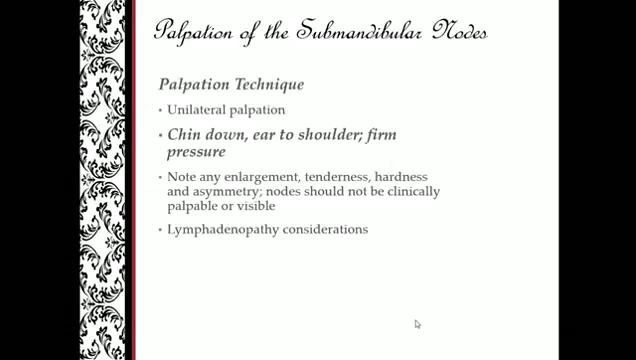 Palpation of the Submandibular Nodes
Palpation Technique
• Unilateral palpation
• Chin down, ear to shoulder; firm
pressure
• Note any enlargement, tenderness, hardness
and asymmetry; nodes should not be clinically
palpable or visible
• Lymphadenopathy considerations